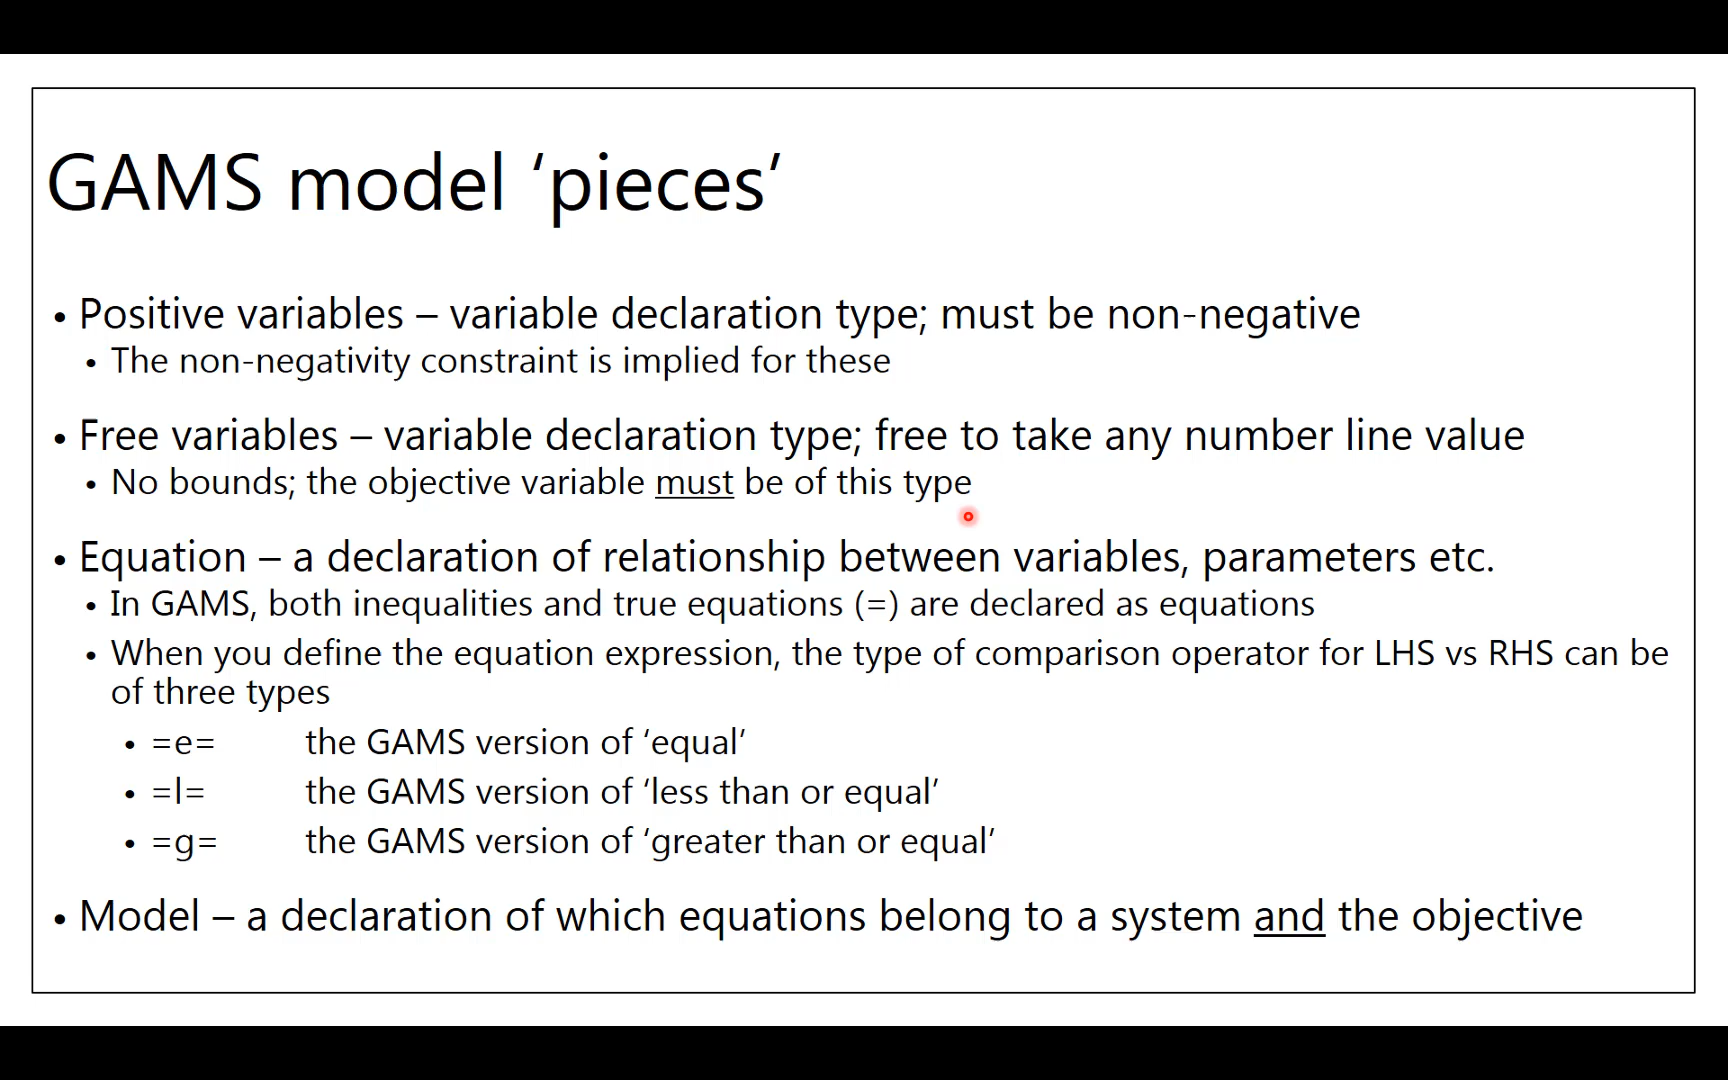 GAMS model ‘pieces’
• Positive variables – variable declaration type; must be non-negative
• The non-negativity constraint is implied for these
• Free variables – variable declaration type; free to take any number line value
• No bounds; the objective variable must be of this type
• Equation – a declaration of relationship between variables, parameters etc.
• In GAMS, both inequalities and true equations (=) are declared as equations
• When you define the equation expression, the type of comparison operator for LHS vs RHS can be
of three types
• =e= the GAMS version of ‘equal’
• =l= the GAMS version of ‘less than or equal’
• =g= the GAMS version of ‘greater than or equal’
• Model – a declaration of which equations belong to a system and the objective